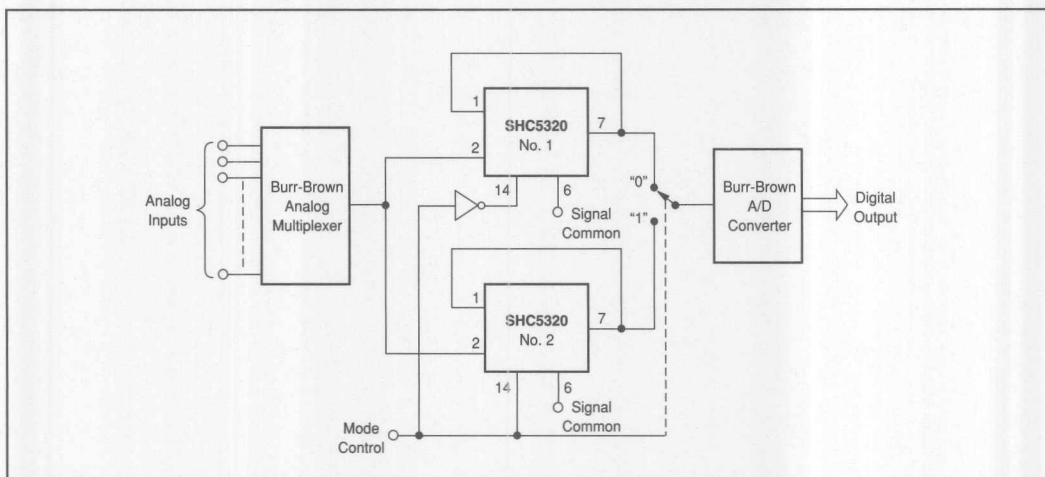 1
SHC5320
No. 1
7
2
14
6
Signal
Common
Analog
Inputs
Burr-Brown
Analog
Multiplexer
"0"
"1"
Burr-Brown
A/D
Converter
Digital
Output
1
SHC5320
No. 2
7
2
14
6
Signal
Common
Mode
Control